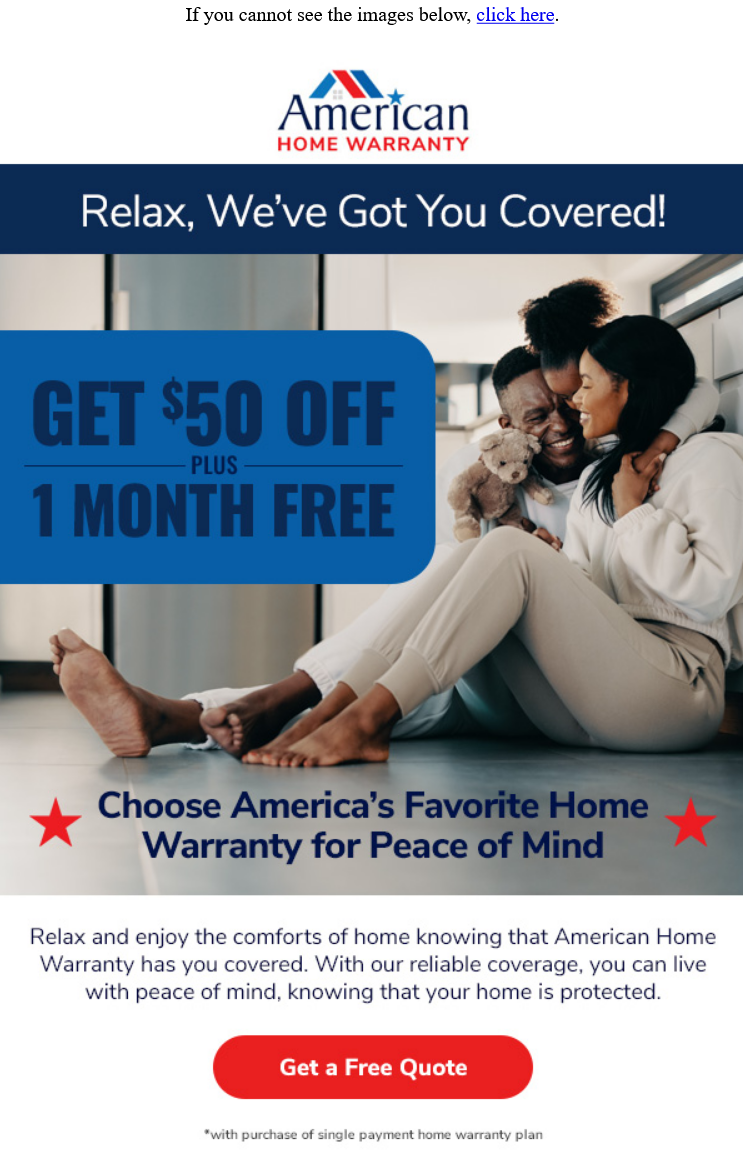 If you cannot see the images below, click here.
American
HOME WARRANTY
Relax, We've Got You Covered!
GET $50 OFF
PLUS
1 MONTH FREE
Choose America's Favorite Home
Warranty for Peace of Mind
Relax and enjoy the comforts of home knowing that American Home
Warranty has you covered. With our reliable coverage, you can live
with peace of mind, knowing that your home is protected.
Get a Free Quote
*with purchase of single payment home warranty plan